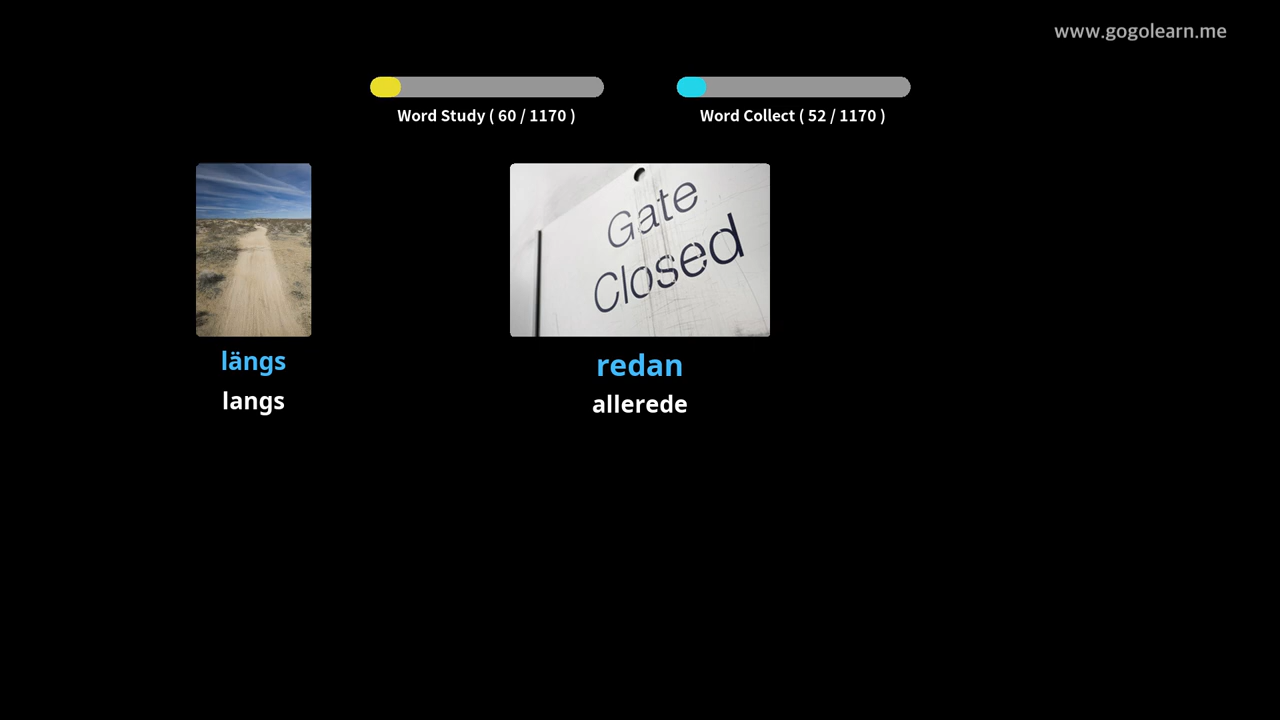 www.gogolearn.me
Word Study ( 60 / 1170 )
Word Collect ( 52 / 1170 )
Gate
Closed
längs
langs
redan
allerede